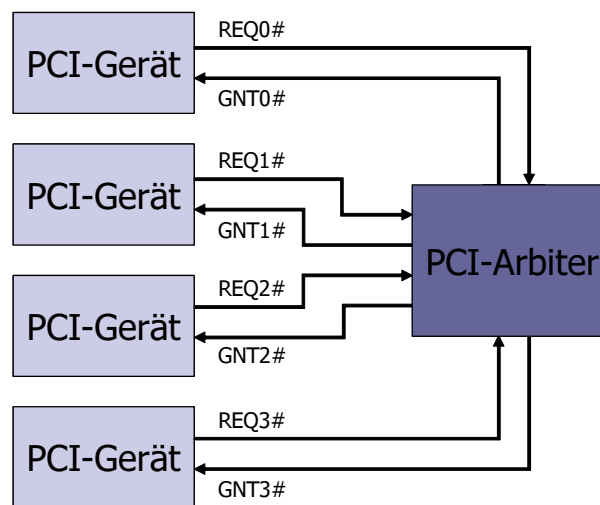 REQ0#
PCI-Gerät
GNT0#
REQ1#
PCI-Gerät
GNT1#
PCI-Arbiter
REQ2#
PCI-Gerät
GNT2#
REQ3#
PCI-Gerät
GNT3#